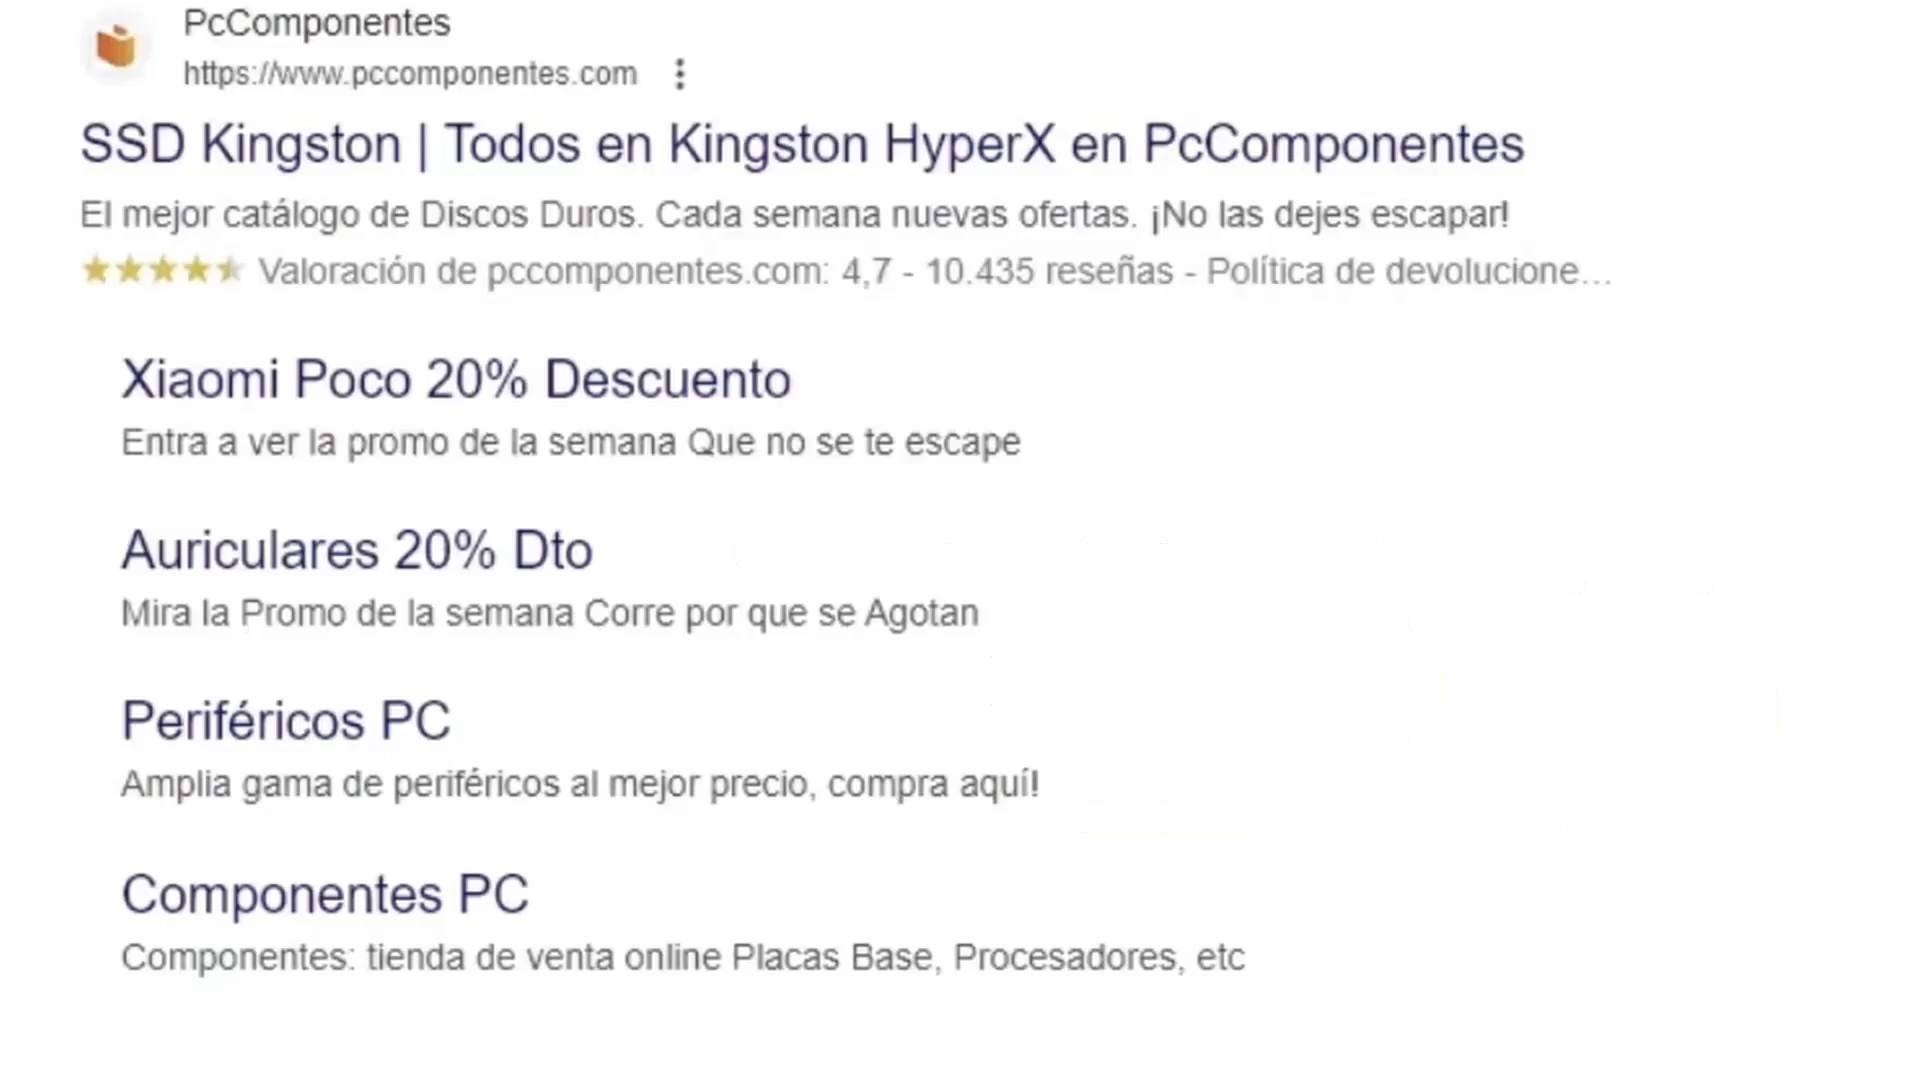 PcComponentes
https://www.pccomponentes.com
SSD Kingston | Todos en Kingston HyperX en PcComponentes
El mejor catálogo de Discos Duros. Cada semana nuevas ofertas. ¡No las dejes escapar!
Valoración de pccomponentes.com: 4,7 - 10.435 reseñas - Política de devolucione...
Xiaomi Poco 20% Descuento
Entra a ver la promo de la semana Que no se te escape
Auriculares 20% Dto
Mira la Promo de la semana Corre por que se Agotan
Periféricos PC
Amplia gama de periféricos al mejor precio, compra aquí!
Componentes PC
Componentes: tienda de venta online Placas Base, Procesadores, etc